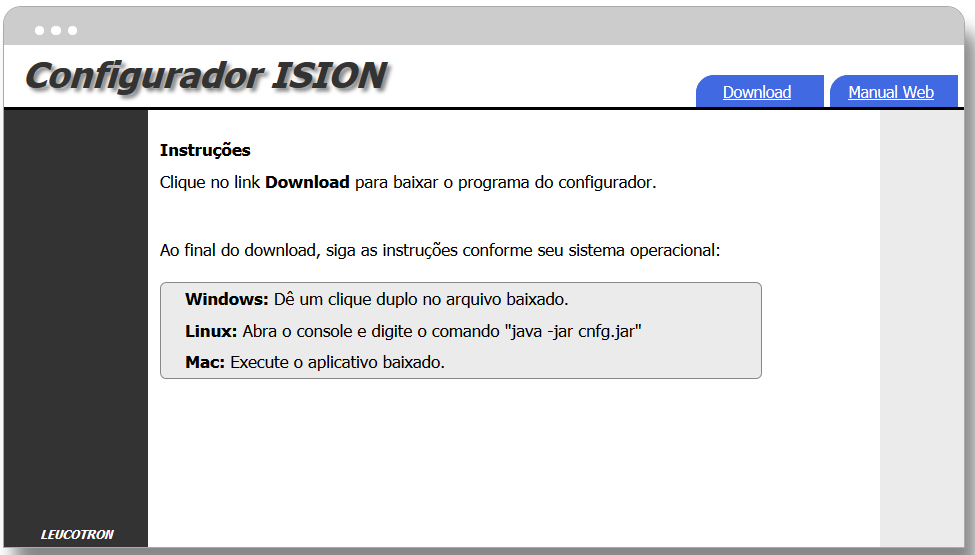 Configurador ISION
Download
Manual Web
Instruções
Clique no link Download para baixar o programa do configurador.
Ao final do download, siga as instruções conforme seu sistema operacional:
Windows: Dê um clique duplo no arquivo baixado.
Linux: Abra o console e digite o comando "java -jar cnfg.jar"
Mac: Execute o aplicativo baixado.
LEUCOTRON